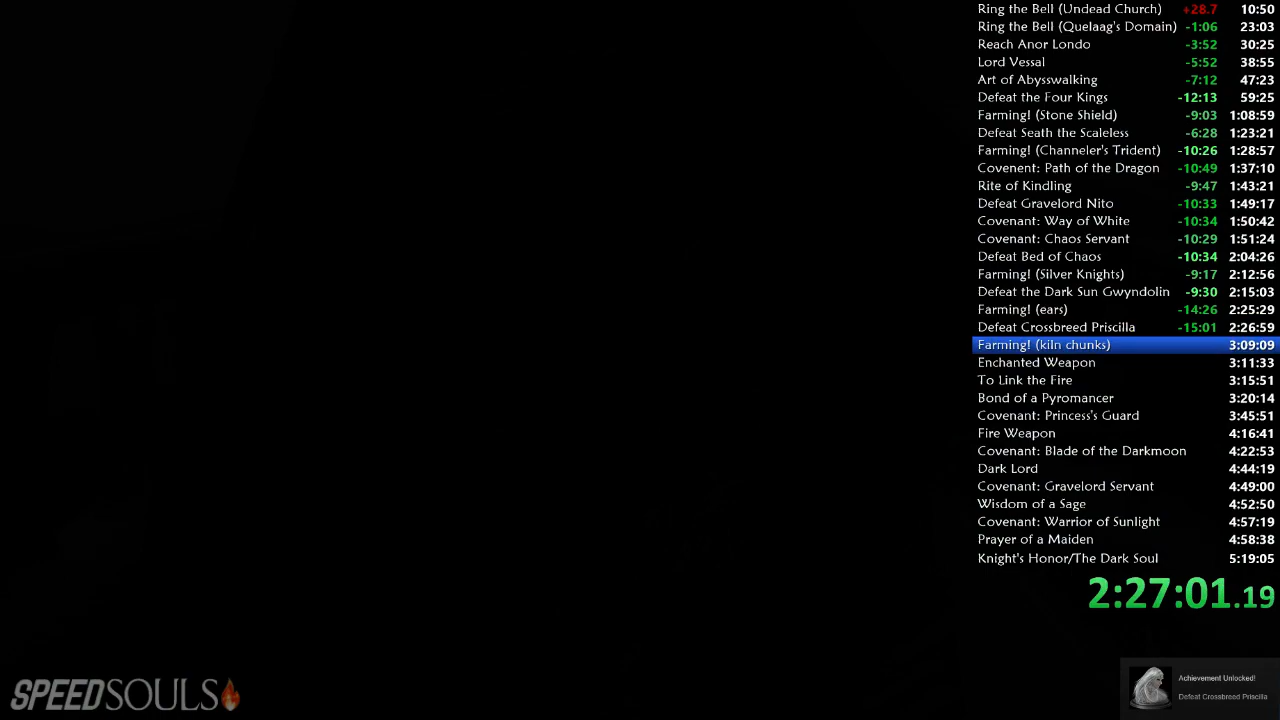 Ring the Bell (Undead Church) +28.7 10:50
Ring the Bell (Quelaag's Domain) -1:06 23:03
Reach Anor Londo -3:52 30:25
Lord Vessal -5:52 38:55
Art of Abysswalking -7:12 47:23
Defeat the Four Kings -12:13 59:25
Farming! (Stone Shield) -9:03 1:08:59
Defeat Seath the Scaleless -6:28 1:23:21
Farming! (Channeler's Trident) -10:26 1:28:57
Covenent: Path of the Dragon -10:49 1:37:10
Rite of Kindling -9:47 1:43:21
Defeat Gravelord Nito -10:33 1:49:17
Covenant: Way of White -10:34 1:50:42
Covenant: Chaos Servant -10:29 1:51:24
Defeat Bed of Chaos -10:34 2:04:26
Farming! (Silver Knights) -9:17 2:12:56
Defeat the Dark Sun Gwyndolin -9:30 2:15:03
Farming! (ears) -14:26 2:25:29
Defeat Crossbreed Priscilla -15:01 2:26:59
Farming! (kiln chunks) 3:09:09
Enchanted Weapon 3:11:33
To Link the Fire 3:15:51
Bond of a Pyromancer 3:20:14
Covenant: Princess's Guard 3:45:51
Fire Weapon 4:16:41
Covenant: Blade of the Darkmoon 4:22:53
Dark Lord 4:44:19
Covenant: Gravelord Servant 4:49:00
Wisdom of a Sage 4:52:50
Covenant: Warrior of Sunlight 4:57:19
Prayer of a Maiden 4:58:38
Knight's Honor/The Dark Soul 5:19:05
2:27:01.19
SPEEDSOULS
Achievement Unlocked!
Defeat Crossbreed Priscilla